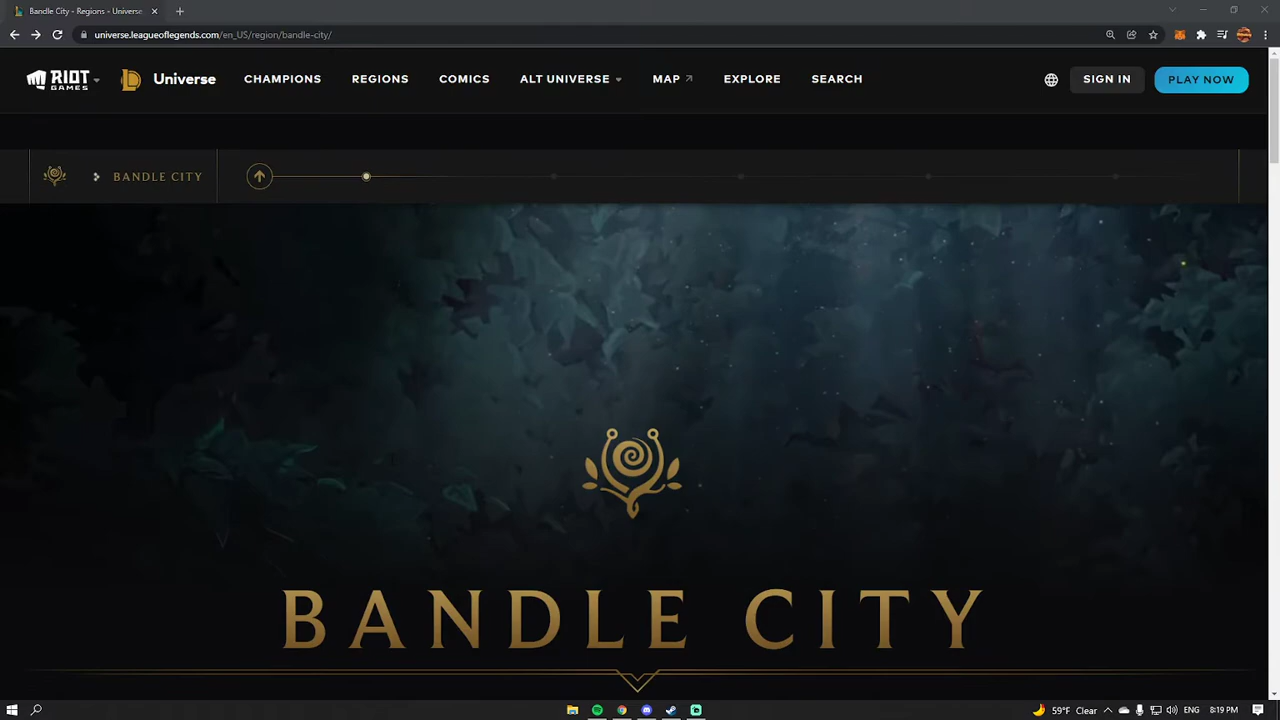 Bandle City - Regions - Universe
universe.leagueoflegends.com/en_US/region/bandle-city/
RIOT GAMES
Universe
CHAMPIONS
REGIONS
COMICS
ALT UNIVERSE
MAP
EXPLORE
SEARCH
SIGN IN
PLAY NOW
BANDLE CITY
BANDLE CITY
59°F Clear
ENG
8:19 PM